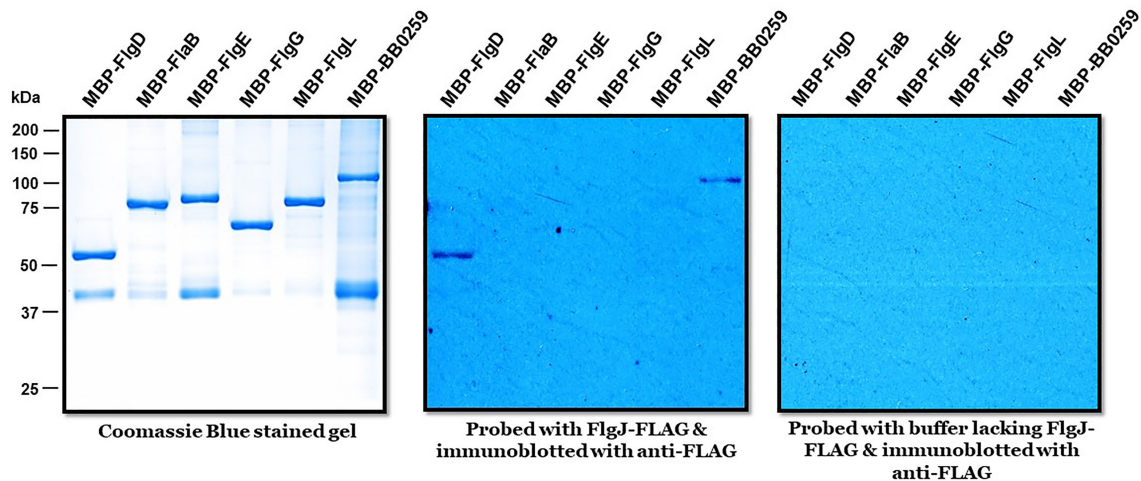 MBP-FlgD
MBP-FlaB
MBP-FlgE
MBP-FlgG
MBP-FlgL
MBP-BB0259
MBP-FlgD
MBP-FlaB
MBP-FlgE
MBP-FlgG
MBP-FlgL
MBP-BB0259
MBP-FlgD
MBP-FlaB
MBP-FlgE
MBP-FlgG
MBP-FlgL
MBP-BB0259
kDa
200
150
100
75
50
37
25
Coomassie Blue stained gel
Probed with FlgJ-FLAG &
immunoblotted with anti-FLAG
Probed with buffer lacking FlgJ-
FLAG & immunoblotted with
anti-FLAG